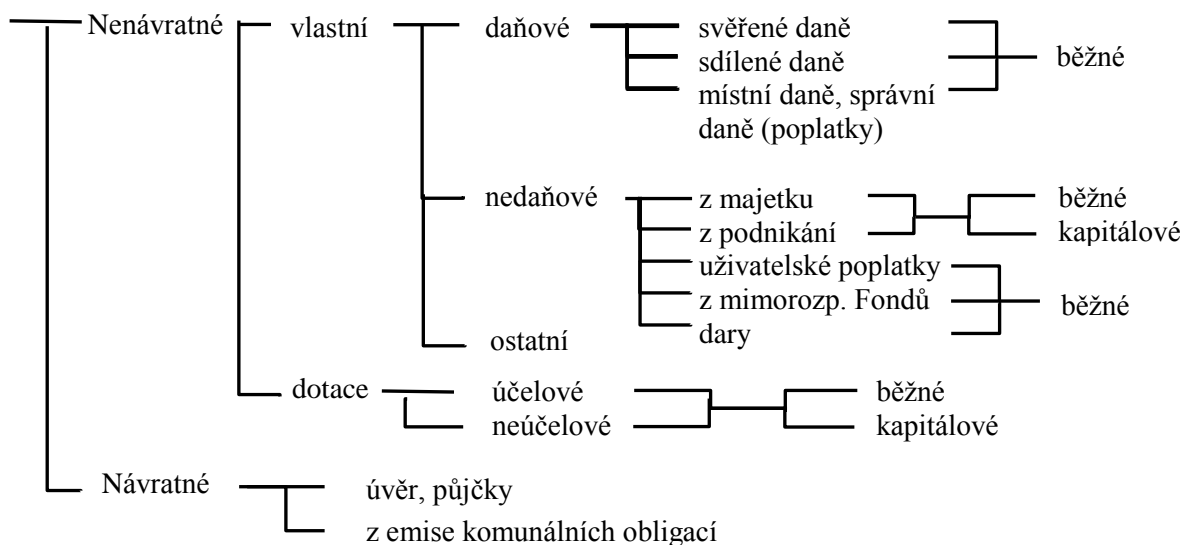 Nenávratné vlastní daňové svěřené daně
sdílené daně běžné
místní daně, správní
daně (poplatky)
nedaňové z majetku běžné
z podnikání kapitálové
uživatelské poplatky
z mimorozp. Fondů běžné
dary
ostatní
dotace účelové běžné
neúčelové kapitálové
Návratné úvěr, půjčky
z emise komunálních obligací